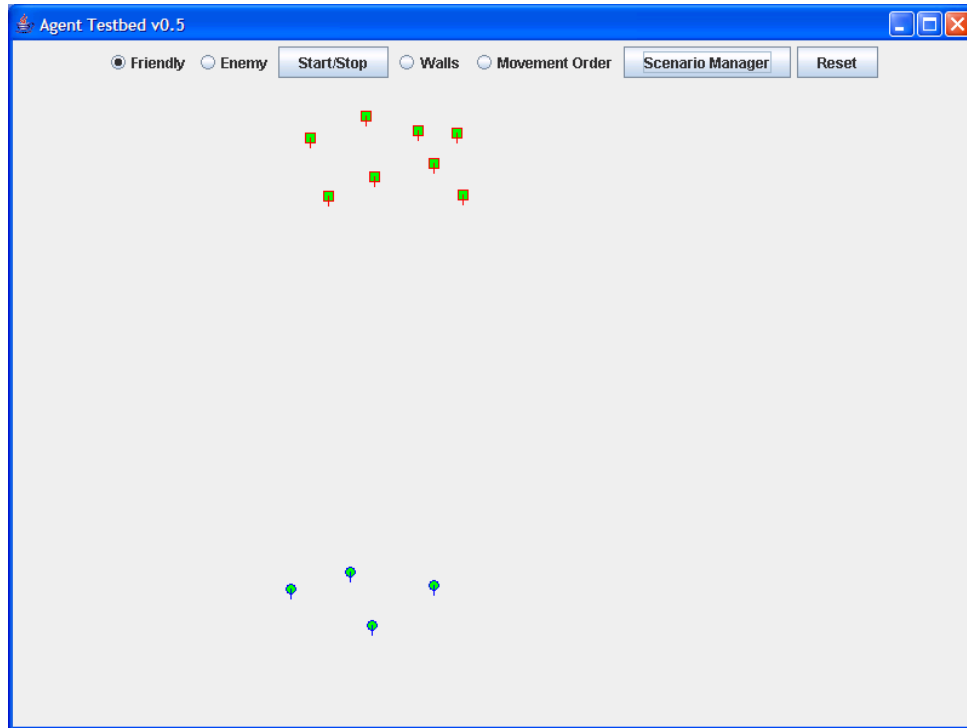 Agent Testbed v0.5
Friendly Enemy Start/Stop Walls Movement Order Scenario Manager Reset